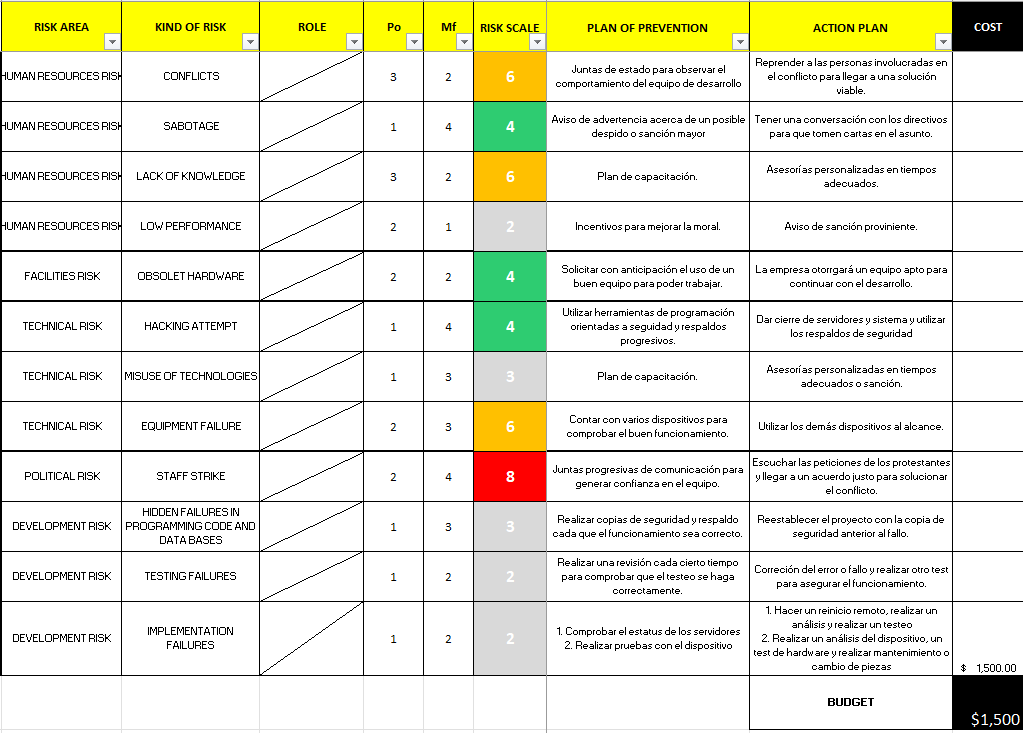 RISK AREA KIND OF RISK ROLE Po Mf RISK SCALE PLAN OF PREVENTION ACTION PLAN COST
HUMAN RESOURCES RISK CONFLICTS 3 2 6
Juntas de estado para observar el
comportamiento del equipo de desarrollo
Reprender a las personas involucradas en
el conflicto para llegar a una solución
viable.
HUMAN RESOURCES RISK SABOTAGE 1 4 4
Aviso de advertencia acerca de un posible
despido o sanción mayor
Tener una conversación con los directivos
para que tomen cartas en el asunto.
HUMAN RESOURCES RISK LACK OF KNOWLEDGE 3 2 6
Plan de capacitación.
Asesorías personalizadas en tiempos
adecuados.
HUMAN RESOURCES RISK LOW PERFORMANCE 2 1 2
Incentivos para mejorar la moral.
Aviso de sanción proviniente.
FACILITIES RISK OBSOLET HARDWARE 2 2 4
Solicitar con anticipación el uso de un
buen equipo para poder trabajar.
La empresa otorrgará un equipo apto para
continuar con el desarrollo.
TECHNICAL RISK HACKING ATTEMPT 1 4 4
Utilizar herramientas de programación
orientadas a seguidad y respaldos
progresivos.
Dar cierre de servidores y sistema y utilizar
los respaldos de seguridad
TECHNICAL RISK MISUSE OF TECHNOLOGIES 1 3 3
Plan de capacitación.
Asesorías personalizadas en tiempos
adecuados o sanción.
TECHNICAL RISK EQUIPMENT FAILURE 2 3 6
Contar con varios dispositivos para
comprobar el buen funcionamiento.
Utilizar los demás dispositivos al alcance.
POLITICAL RISK STAFF STRIKE 2 4 8
Juntas progresivas de comunicación para
generar confianza en el equipo.
Escuchar las peticiones de los protestantes
y llegar a un acuerdo justo para solucionar
el conflicto.
DEVELOPMENT RISK
HIDDEN FAILURES IN
PROGRAMMING CODE AND
DATA BASES
1 3 3
Realizar copias de seguridad y respaldo
cada que el funcionamiento sea correcto.
Reestablecer el proyecto con la copia de
seguridad anterior al fallo.
DEVELOPMENT RISK TESTING FAILURES 1 2 2
Realizar una revisión cada cierto tiempo
para comprobar que el testeo se haga
correctamente.
Correción del error o fallo y realizar otro test
para asegurar el funcionamiento.
DEVELOPMENT RISK
IMPLEMENTATION
FAILURES
1 2 2
1. Comprobar el estatus de los servidores
2. Realizar pruebas con el dispositivo
1. Hacer un reinicio remoto, realizar un
análisis y realizar un testeo
2. Realizar un análisis del dispositivo, un
test de hardware y realizar mantenimiento o
cambio de piezas
$ 1,500.00
BUDGET $1,500